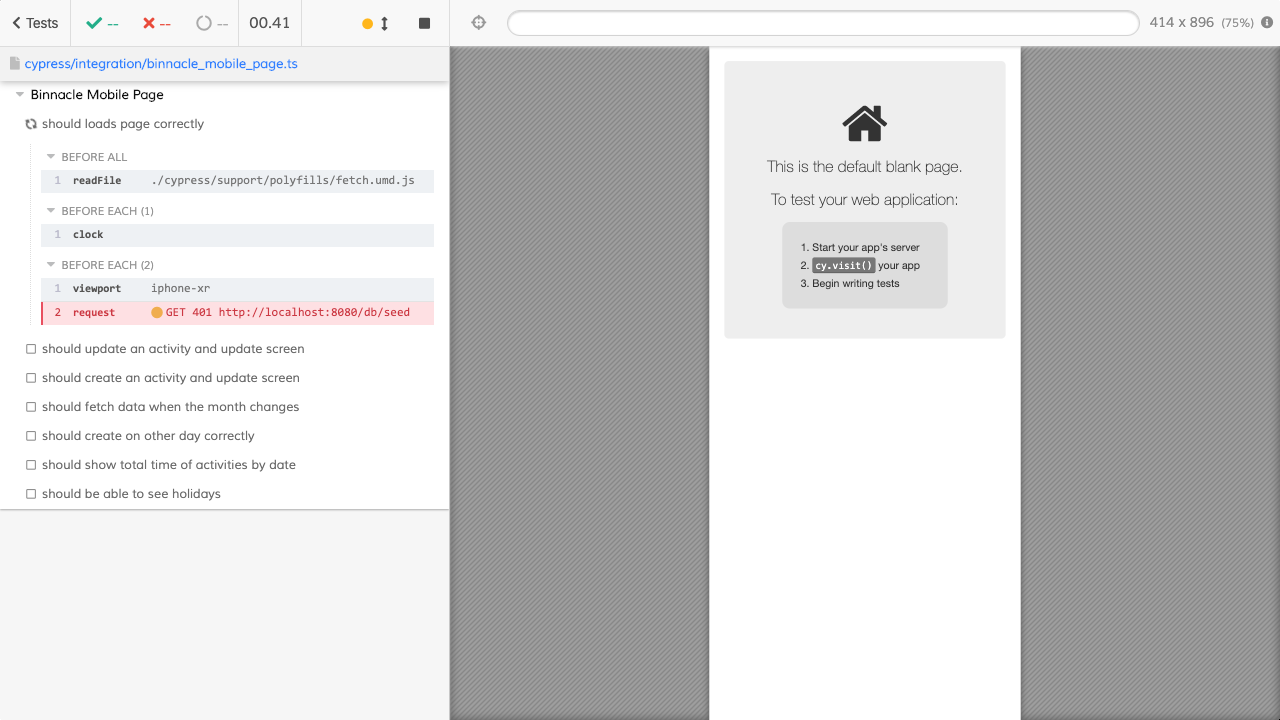 Tests -- -- -- 00.41
414 x 896 (75%)
cypress/integration/binnacle_mobile_page.ts
Binnacle Mobile Page
should loads page correctly
BEFORE ALL
1 readFile ./cypress/support/polyfills/fetch.umd.js
BEFORE EACH (1)
1 clock
BEFORE EACH (2)
1 viewport iphone-xr
2 request GET 401 http://localhost:8080/db/seed
should update an activity and update screen
should create an activity and update screen
should fetch data when the month changes
should create on other day correctly
should show total time of activities by date
should be able to see holidays
This is the default blank page.
To test your web application:
1. Start your app's server
2. cy.visit() your app
3. Begin writing tests